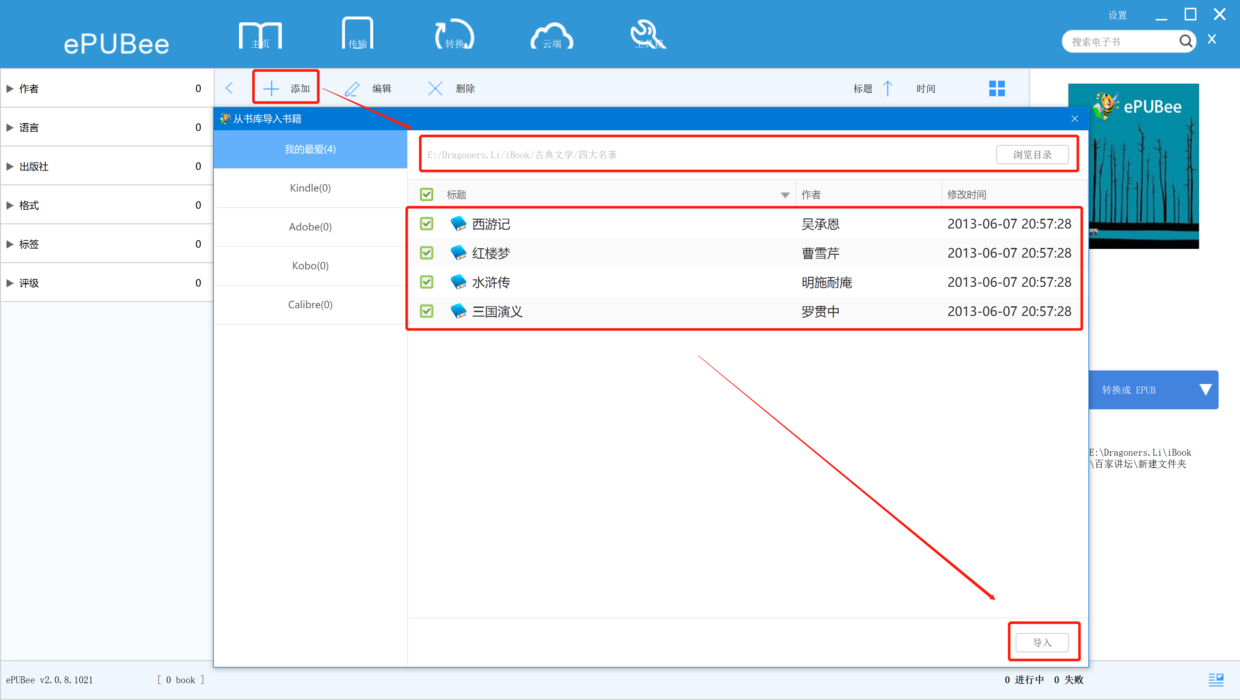 设置
ePUBee
主页
传输
转换
云端
搜索电子书
X
作者 0
语言 0
出版社 0
格式 0
标签 0
评级 0
添加 编辑 删除 标题 时间
ePUBee
从书库导入书籍
我的最爱(4)
Kindle(0)
Adobe(0)
Kobo(0)
Calibre(0)
E:/Dragoners.Li/iBook/古典文学/四大名著 浏览目录
标题 作者 修改时间
西游记 吴承恩 2013-06-07 20:57:28
红楼梦 曹雪芹 2013-06-07 20:57:28
水浒传 明施耐庵 2013-06-07 20:57:28
三国演义 罗贯中 2013-06-07 20:57:28
导入
转换成 EPUB
E:\Dragoners.Li\iBook
\百家讲坛\新建文件夹
ePUBee v2.0.8.1021 [ 0 book ] 0 进行中 0 失败